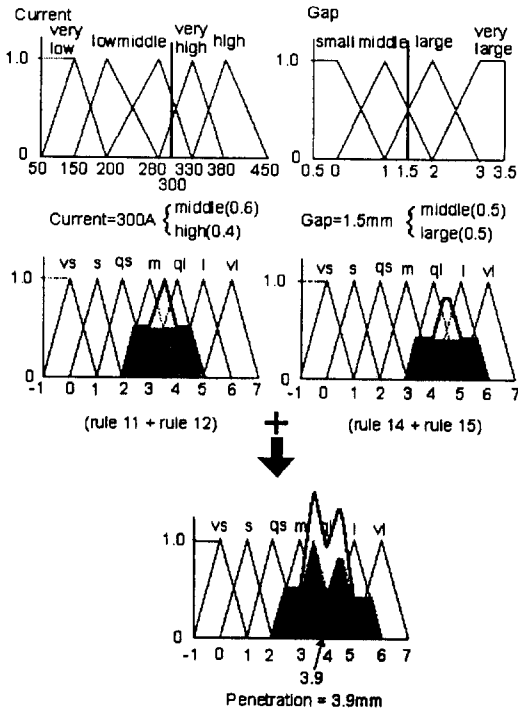 Current
very low
low
middle
very high
high
1.0
0
50 150 200 280 330 380 450
300
Gap
small middle large
very large
1.0
0
0.5 0 1 1.5 2 3 3.5
Current=300A { middle(0.6)
high(0.4)
Gap=1.5mm { middle(0.5)
large(0.5)
vs s qs m ql l vl
1.0
0
-1 0 1 2 3 4 5 6 7
(rule 11 + rule 12)
vs s qs m ql l vl
1.0
0
-1 0 1 2 3 4 5 6 7
(rule 14 + rule 15)
+
vs s qs m ql l vl
1.0
0
-1 0 1 2 3 4 5 6 7
3.9
Penetration = 3.9mm